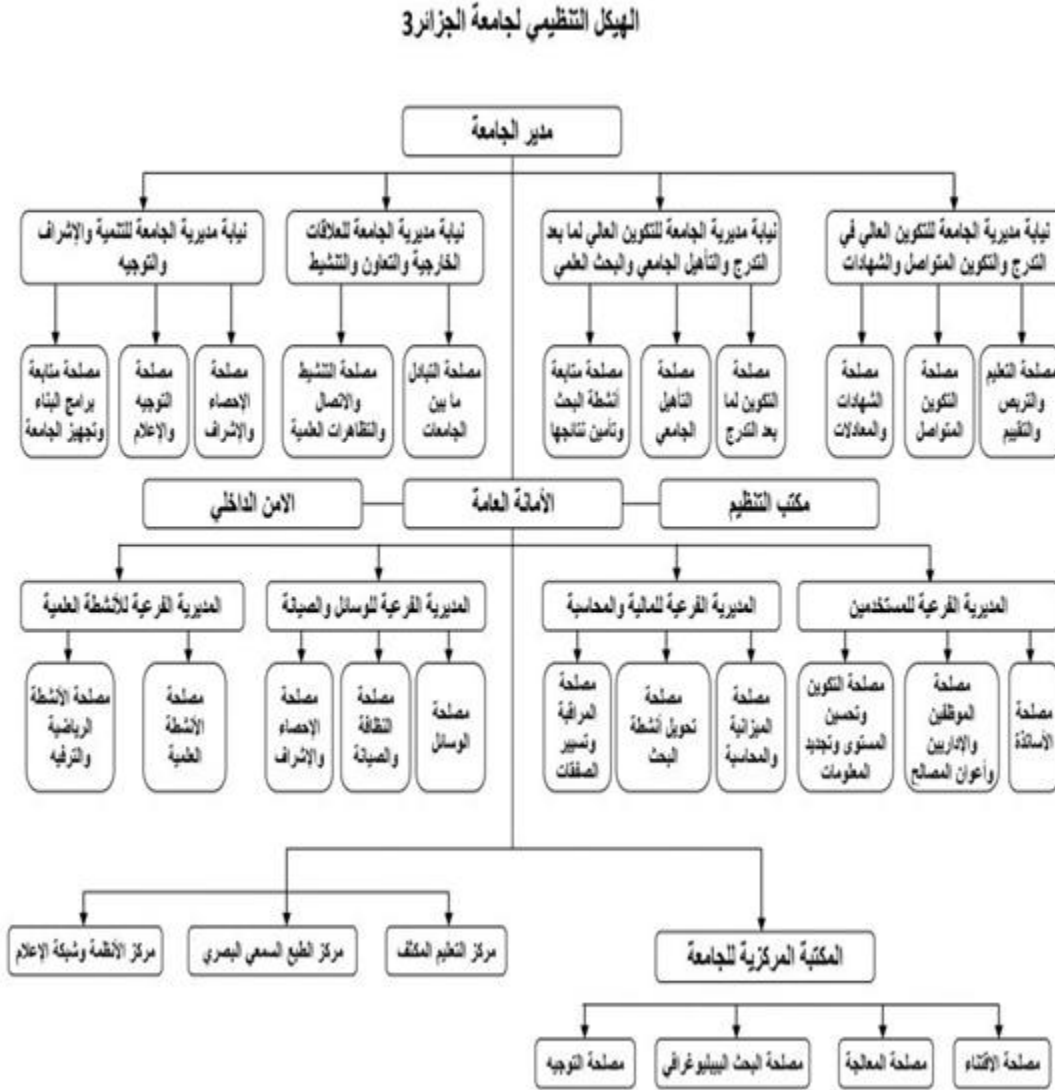 الهيكل التنظيمي لجامعة الجزائر3
مدير الجامعة
نيابة مديرية الجامعة للتكوين العالي في
التدرج والتكوين المتواصل والشهادات
نيابة مديرية الجامعة للتكوين العالي لما بعد
التدرج والتأهيل الجامعي والبحث العلمي
نيابة مديرية الجامعة للعلاقات
الخارجية والتعاون والتنشيط
نيابة مديرية الجامعة للتنمية والإشراف
والتوجيه
مصلحة التعليم
والتربص
والتقييم
مصلحة
التكوين
المتواصل
مصلحة
الشهادات
والمعادلات
مصلحة
التكوين لما
بعد التدرج
مصلحة
التأهيل
الجامعي
مصلحة متابعة
أنشطة البحث
وتأمين نتائجها
مصلحة التبادل
ما بين
الجامعات
مصلحة التنشيط
والاتصال
والتظاهرات العلمية
مصلحة
الاحصاء
والإشراف
مصلحة
التوجيه
والإعلام
مصلحة متابعة
برامج البناء
وتجهيز الجامعة
مكتب التنظيم
الأمانة العامة
الامن الداخلي
المديرية الفرعية للمستخدمين
المديرية الفرعية للمالية والمحاسبة
المديرية الفرعية للوسائل والصيانة
المديرية الفرعية للأنشطة العلمية
مصلحة
الأساتذة
مصلحة
الموظفين
والإداريين
وأعوان المصالح
مصلحة التكوين
وتحسين
المستوى وتجديد
المعلومات
مصلحة
الميزانية
والمحاسبة
مصلحة
تحويل أنشطة
البحث
مصلحة
المراقبة
وتسيير
الصفقات
مصلحة
الوسائل
مصلحة
النظافة
والصيانة
مصلحة
الاحصاء
والإشراف
مصلحة
الأنشطة
العلمية
مصلحة الأنشطة
الرياضية
والترفيه
مركز التعليم المكثف
مركز الطبع السمعي البصري
مركز الأنظمة وشبكة الإعلام
المكتبة المركزية للجامعة
مصلحة الاقتناء
مصلحة المعالجة
مصلحة البحث الببيليوغرافي
مصلحة التوجيه